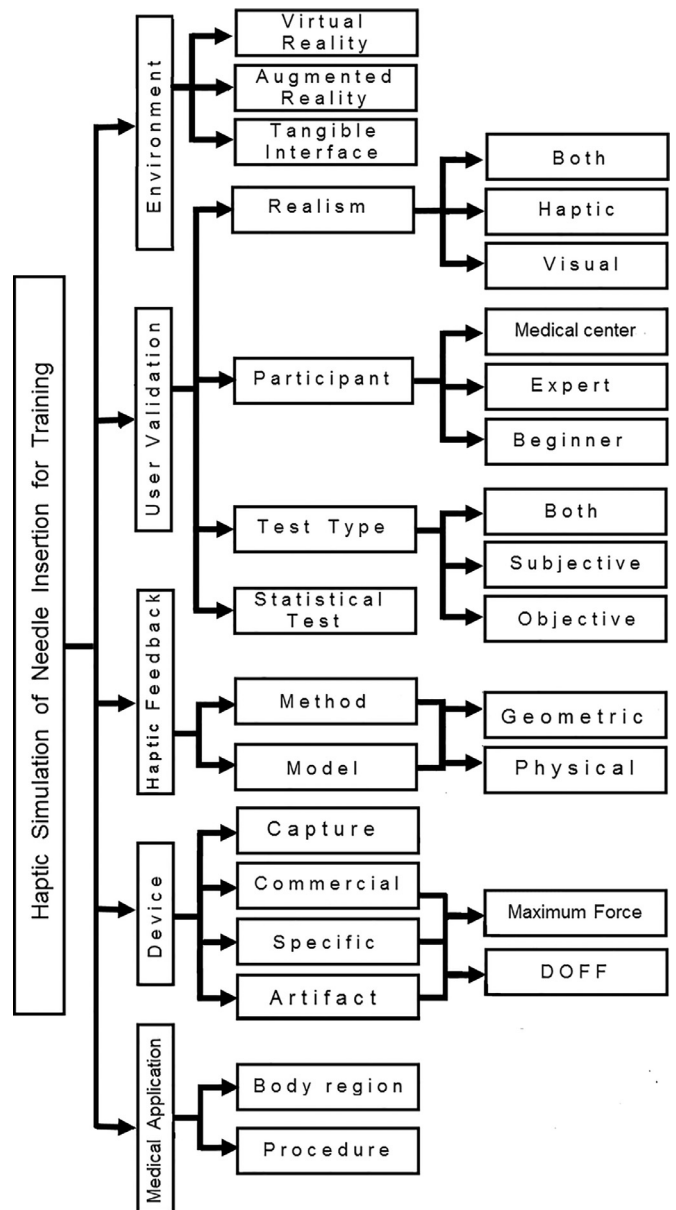 Haptic Simulation of Needle Insertion for Training
Environment
Virtual
Reality
Augmented
Reality
Tangible
Interface
User Validation
Realism
Both
Haptic
Visual
Participant
Medical center
Expert
Beginner
Test Type
Both
Subjective
Objective
Statistical
Test
Haptic Feedback
Method
Model
Geometric
Physical
Device
Capture
Commercial
Specific
Artifact
Maximum Force
DOFF
Medical Application
Body region
Procedure